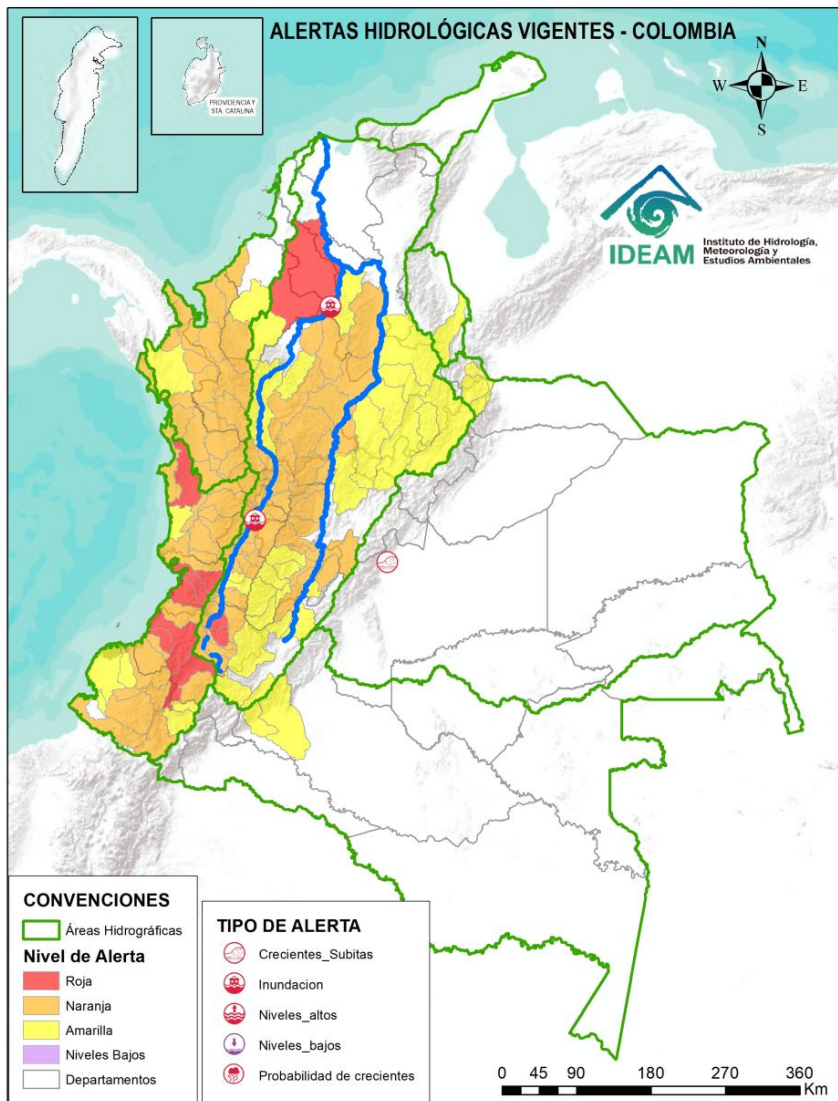 ALERTAS HIDROLÓGICAS VIGENTES - COLOMBIA
PROVIDENCIA Y
STA. CATALINA
N
W
E
S
IDEAM
Instituto de Hidrología,
Meteorología y
Estudios Ambientales
CONVENCIONES
Áreas Hidrográficas
Nivel de Alerta
Roja
Naranja
Amarilla
Niveles Bajos
Departamentos
TIPO DE ALERTA
Crecientes_Subitas
Inundacion
Niveles_altos
Niveles_bajos
Probabilidad de crecientes
0 45 90 180 270 360
Km